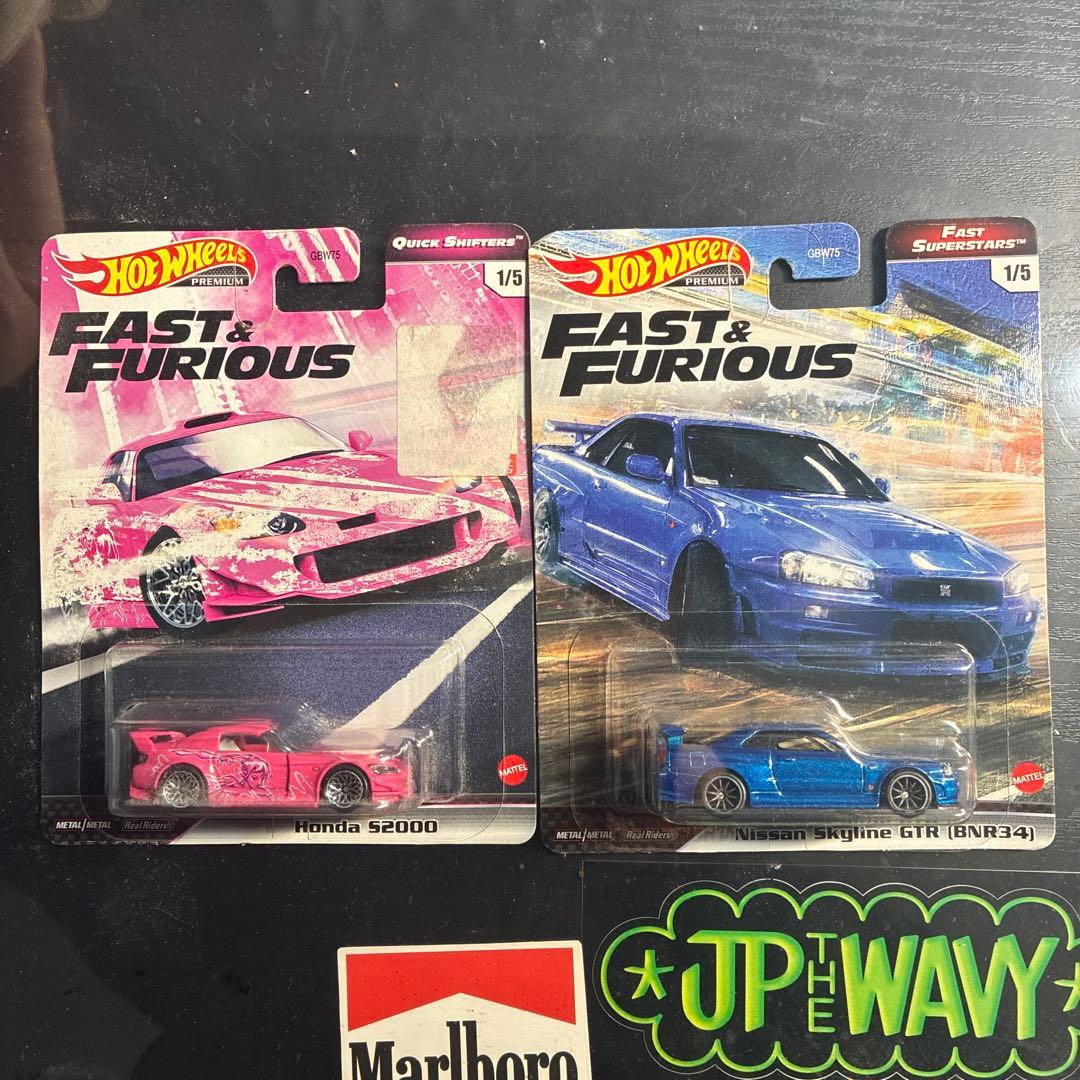 HOT WHEELS
PREMIUM
GBW75
QUICK SHIFTERS™
1/5
FAST &
FURIOUS
MATTEL
METAL/METAL
Real Riders
Honda S2000
HOT WHEELS
PREMIUM
GBW75
FAST
SUPERSTARS™
1/5
FAST &
FURIOUS
GT
R
MATTEL
METAL/METAL
Real Riders
Nissan Skyline GTR (BNR34)
Marlboro
JP THE WAVY